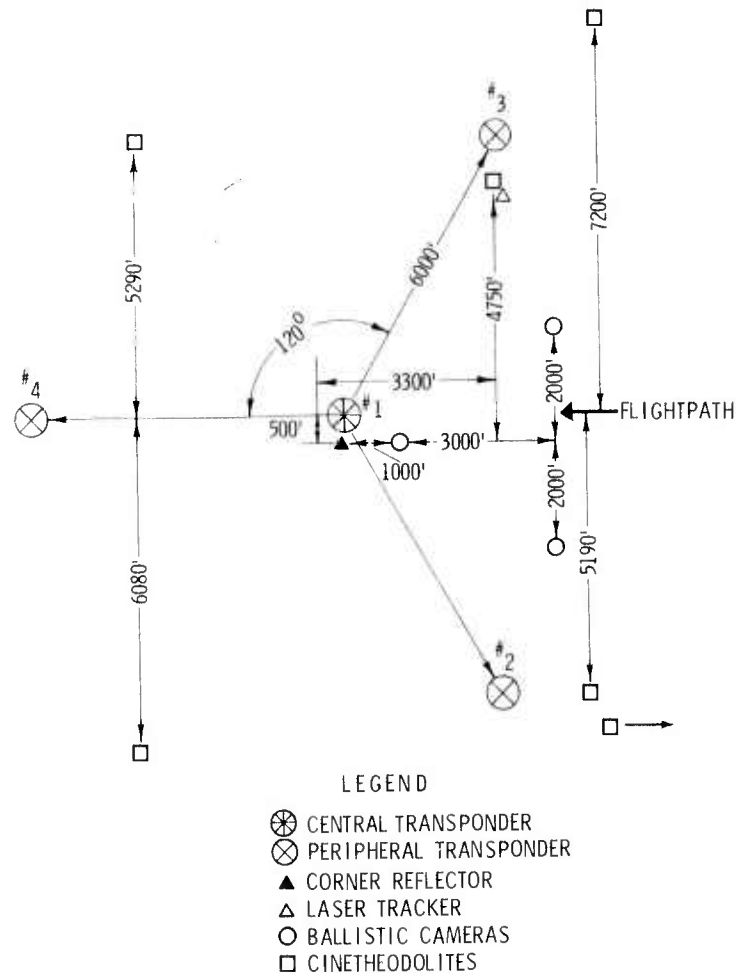 #3
7200'
5290'
6000'
4750'
120°
2000'
#4
3300'
#1
FLIGHTPATH
500'
3000'
1000'
2000'
5190'
6080'
#2
LEGEND
CENTRAL TRANSPONDER
PERIPHERAL TRANSPONDER
CORNER REFLECTOR
LASER TRACKER
BALLISTIC CAMERAS
CINETHEODOLITES